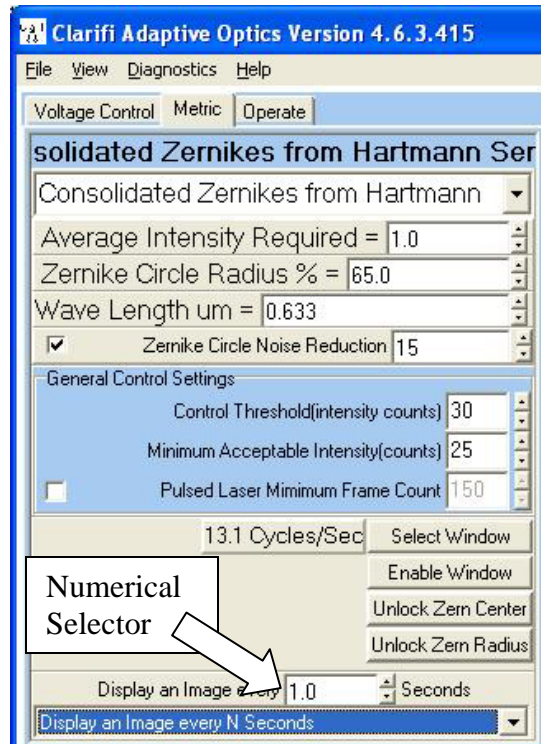 Clarifi Adaptive Optics Version 4.6.3.415
File View Diagnostics Help
Voltage Control Metric Operate
solidated Zernikes from Hartmann Ser
Consolidated Zernikes from Hartmann
Average Intensity Required = 1.0
Zernike Circle Radius % = 65.0
Wave Length um = 0.633
Zernike Circle Noise Reduction 15
General Control Settings
Control Threshold(intensity counts) 30
Minimum Acceptable Intensity(counts) 25
Pulsed Laser Mimimum Frame Count 150
13.1 Cycles/Sec Select Window
Enable Window
Numerical
Selector
Unlock Zern Center
Unlock Zern Radius
Display an Image every 1.0 Seconds
Display an Image every N Seconds